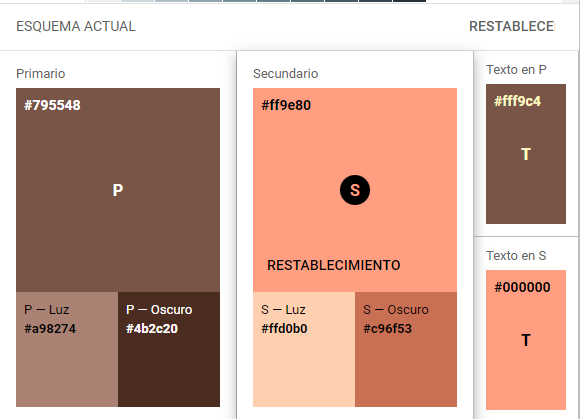 ESQUEMA ACTUAL
RESTABLECE
Primario
#795548
P
P — Luz
#a98274
P — Oscuro
#4b2c20
Secundario
#ff9e80
S
RESTABLECIMIENTO
S — Luz
#ffd0b0
S — Oscuro
#c96f53
Texto en P
#fff9c4
T
Texto en S
#000000
T